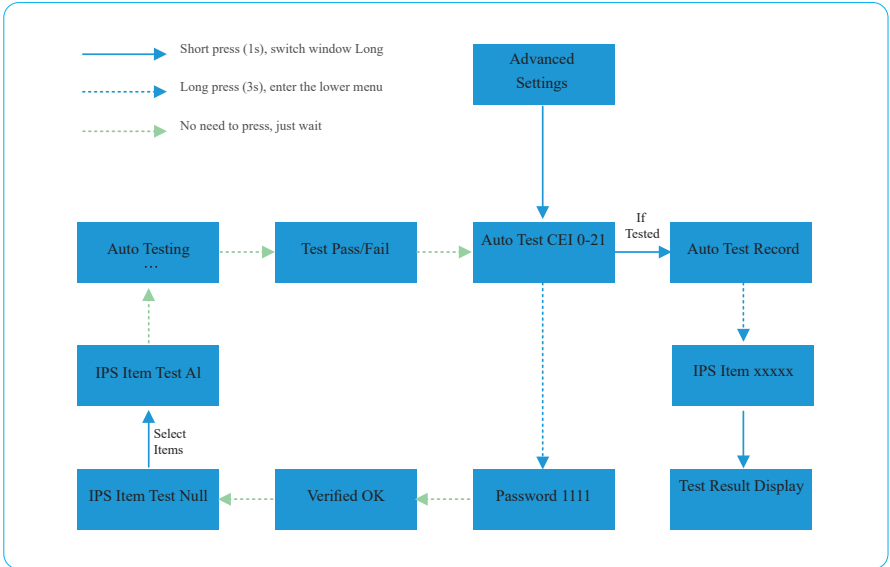 Short press (1s), switch window Long
Long press (3s), enter the lower menu
No need to press, just wait
Advanced
Settings
Auto Testing
…
Test Pass/Fail
Auto Test CEI 0-21
If
Tested
Auto Test Record
IPS Item Test Al
IPS Item xxxxx
Select
Items
IPS Item Test Null
Verified OK
Password 1111
Test Result Display